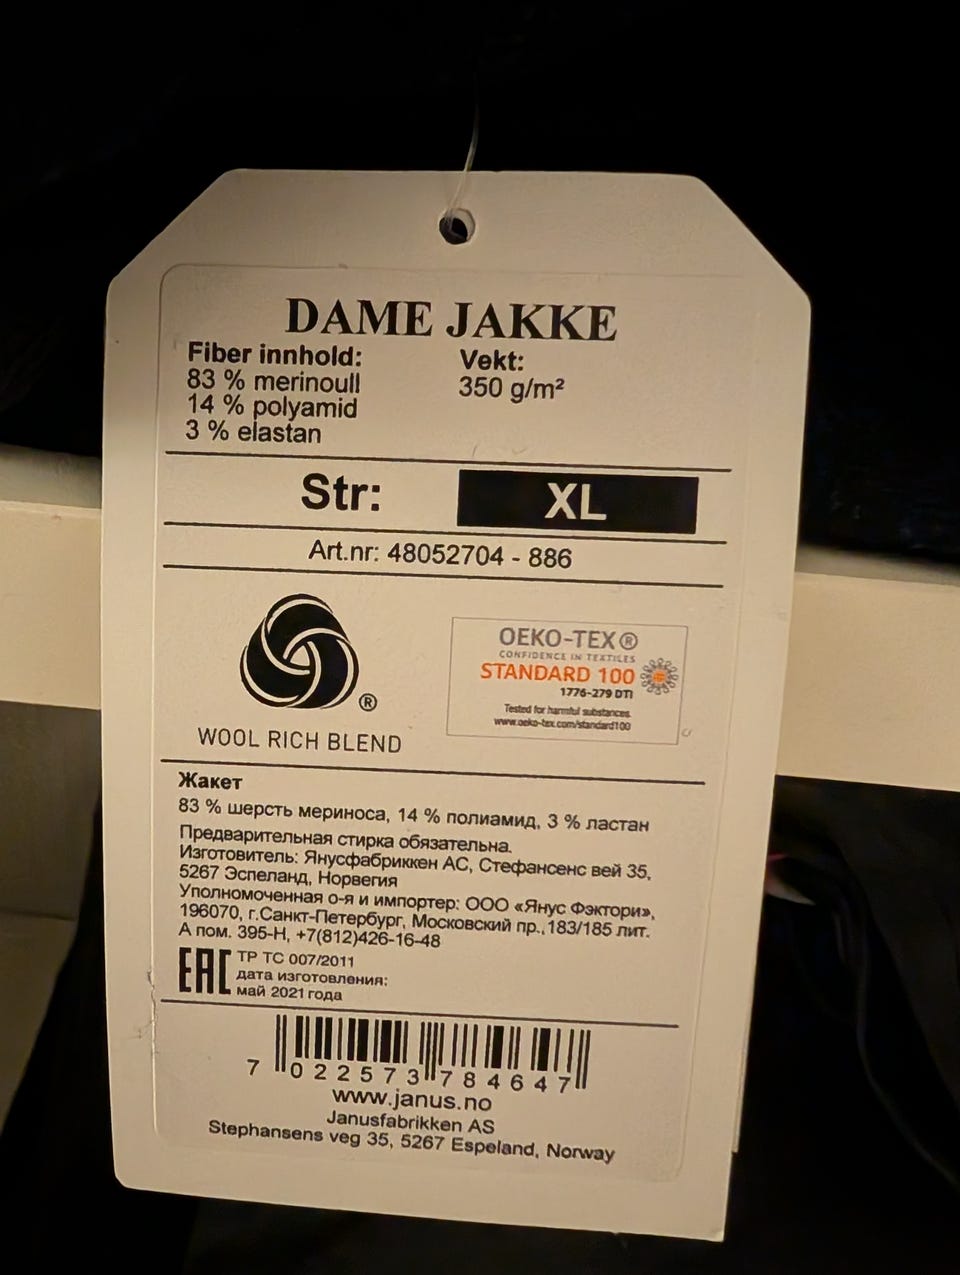 DAME JAKKE
Fiber innhold:
83 % merinoull
14 % polyamid
3 % elastan
Vekt:
350 g/m²
Str: XL
Art.nr: 48052704 - 886
®
WOOL RICH BLEND
OEKO-TEX®
CONFIDENCE IN TEXTILES
STANDARD 100
1776-279 DTI
Tested for harmful substances.
www.oeko-tex.com/standard100
Жакет
83 % шерсть мериноса, 14 % полиамид, 3 % ластан
Предварительная стирка обязательна.
Изготовитель: Янусфабриккен АС, Стефансенс вей 35,
5267 Эспеланд, Норвегия
Уполномоченная о-я и импортер: ООО «Янус Фэктори»,
196070, г.Санкт-Петербург, Московский пр., 183/185 лит.
А пом. 395-Н, +7(812)426-16-48
EAC ТР ТС 007/2011
дата изготовления:
май 2021 года
7 022573 784647
www.janus.no
Janusfabrikken AS
Stephansens veg 35, 5267 Espeland, Norway